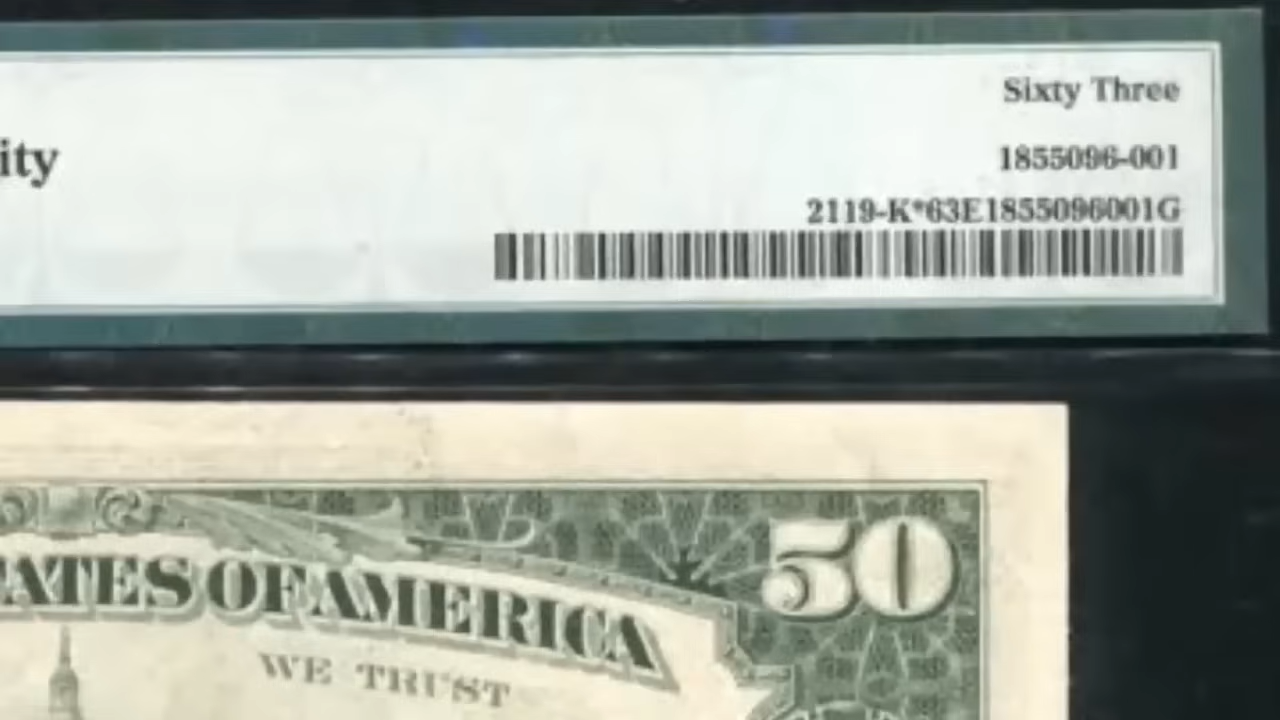 Sixty Three
ity
1855096-001
2119-K*63E1855096001G
50
ATES OF AMERICA
WE TRUST